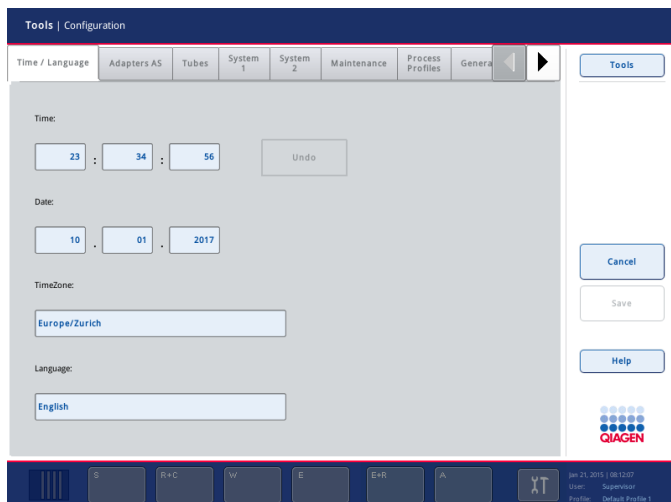 Tools | Configuration
Time / Language
Adapters AS
Tubes
System 1
System 2
Maintenance
Process Profiles
Genera
Tools
Time:
23 : 34 : 56
Undo
Date:
10 . 01 . 2017
Cancel
TimeZone:
Save
Europe/Zurich
Help
Language:
English
QIAGEN
S
R+C
W
E
E+R
A
Jan 21, 2015 | 08:12:07
User: Supervisor
Profile: Default Profile 1